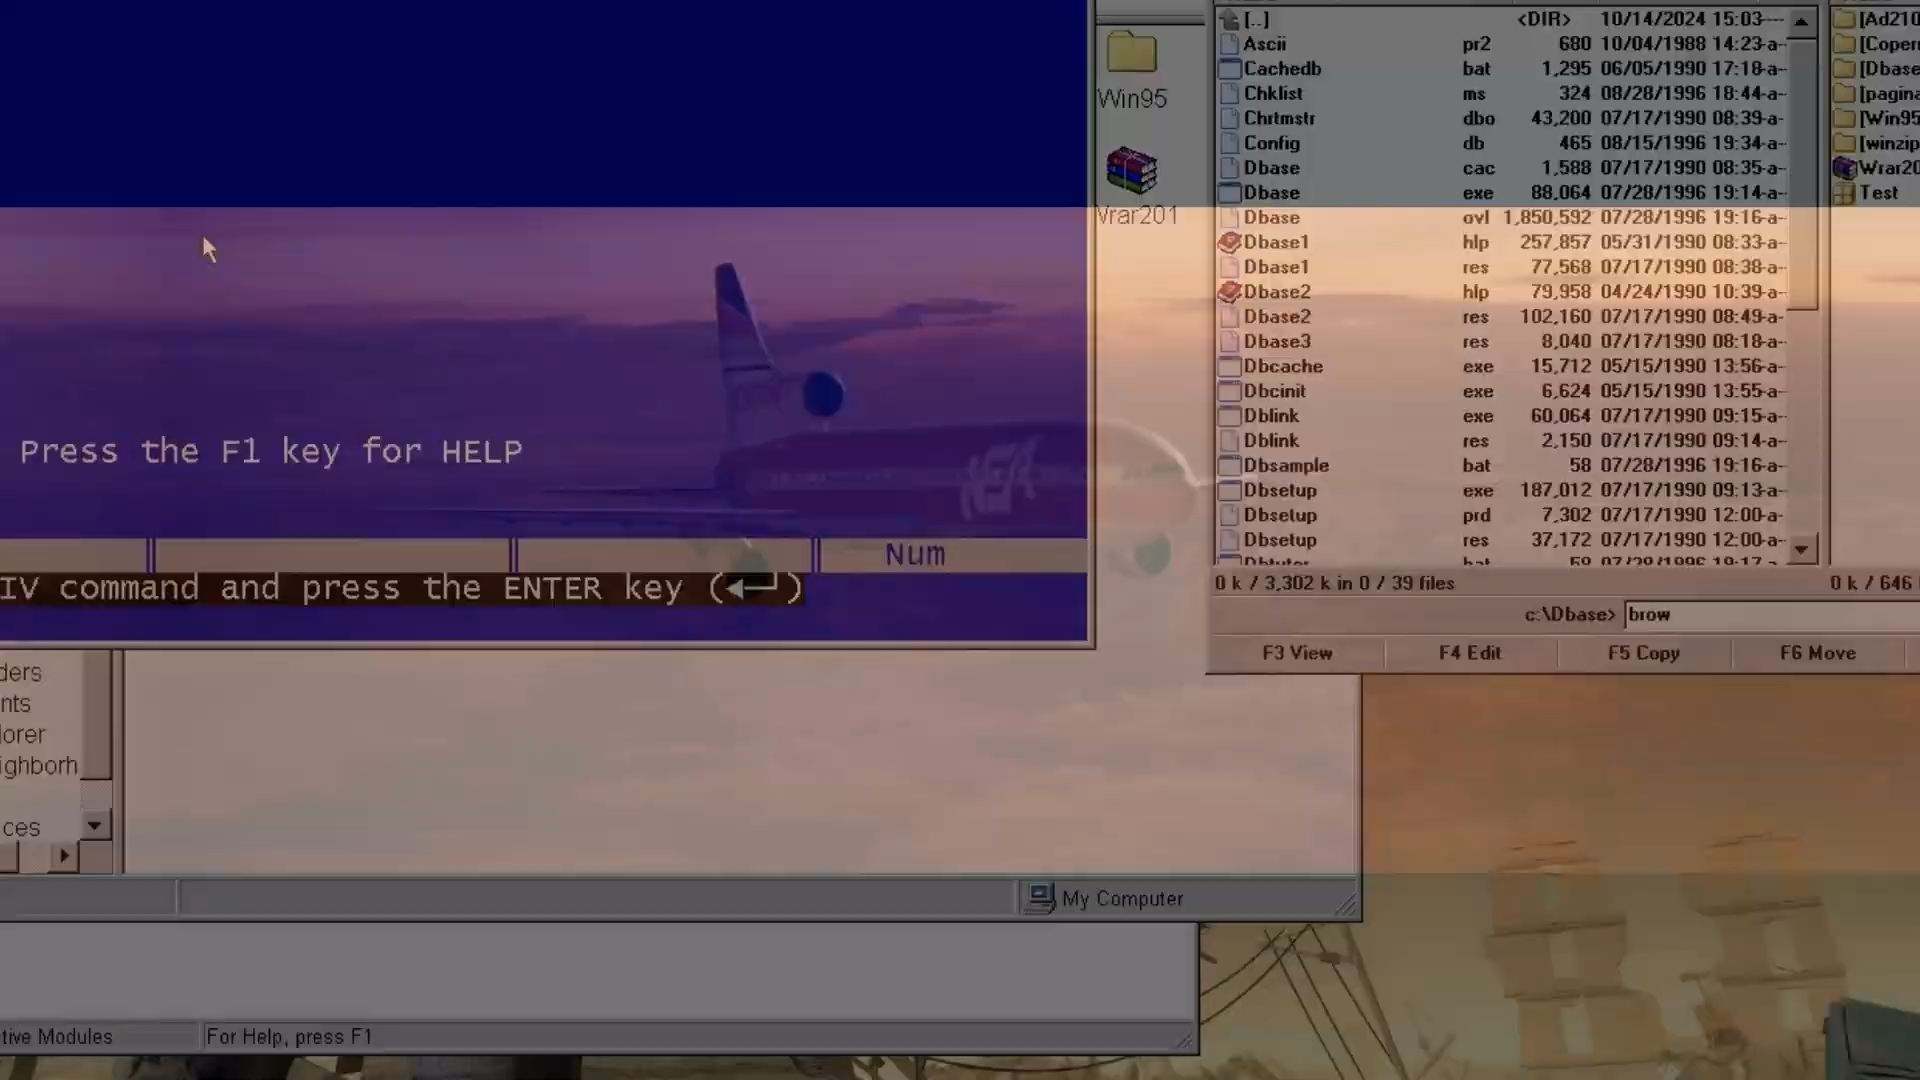 Press the F1 key for HELP
Num
IV command and press the ENTER key (◄─┘)
ders
nts
lorer
ighborh
ces
My Computer
tive Modules
For Help, press F1
Win95
Wrar201
[..] <DIR> 10/14/2024 15:03----
Ascii pr2 680 10/04/1988 14:23-a-
Cachedb bat 1,295 06/05/1990 17:18-a-
Chklist ms 324 08/28/1996 18:44-a-
Chrtmstr dbo 43,200 07/17/1990 08:39-a-
Config db 465 08/15/1996 19:34-a-
Dbase cac 1,588 07/17/1990 08:35-a-
Dbase exe 88,064 07/28/1996 19:14-a-
Dbase ovl 1,850,592 07/28/1996 19:16-a-
Dbase1 hlp 257,857 05/31/1990 08:33-a-
Dbase1 res 77,568 07/17/1990 08:38-a-
Dbase2 hlp 79,958 04/24/1990 10:39-a-
Dbase2 res 102,160 07/17/1990 08:49-a-
Dbase3 res 8,040 07/17/1990 08:18-a-
Dbcache exe 15,712 05/15/1990 13:56-a-
Dbcinit exe 6,624 05/15/1990 13:55-a-
Dblink exe 60,064 07/17/1990 09:15-a-
Dblink res 2,150 07/17/1990 09:14-a-
Dbsample bat 58 07/28/1996 19:16-a-
Dbsetup exe 187,012 07/17/1990 09:13-a-
Dbsetup prd 7,302 07/17/1990 12:00-a-
Dbsetup res 37,172 07/17/1990 12:00-a-
0 k / 3,302 k in 0 / 39 files
c:\Dbase> brow
F3 View F4 Edit F5 Copy F6 Move
[Ad210
[Coper
[Dbase
[pagina
[Win95
[winzip
Wrar20
Test
0 k / 646